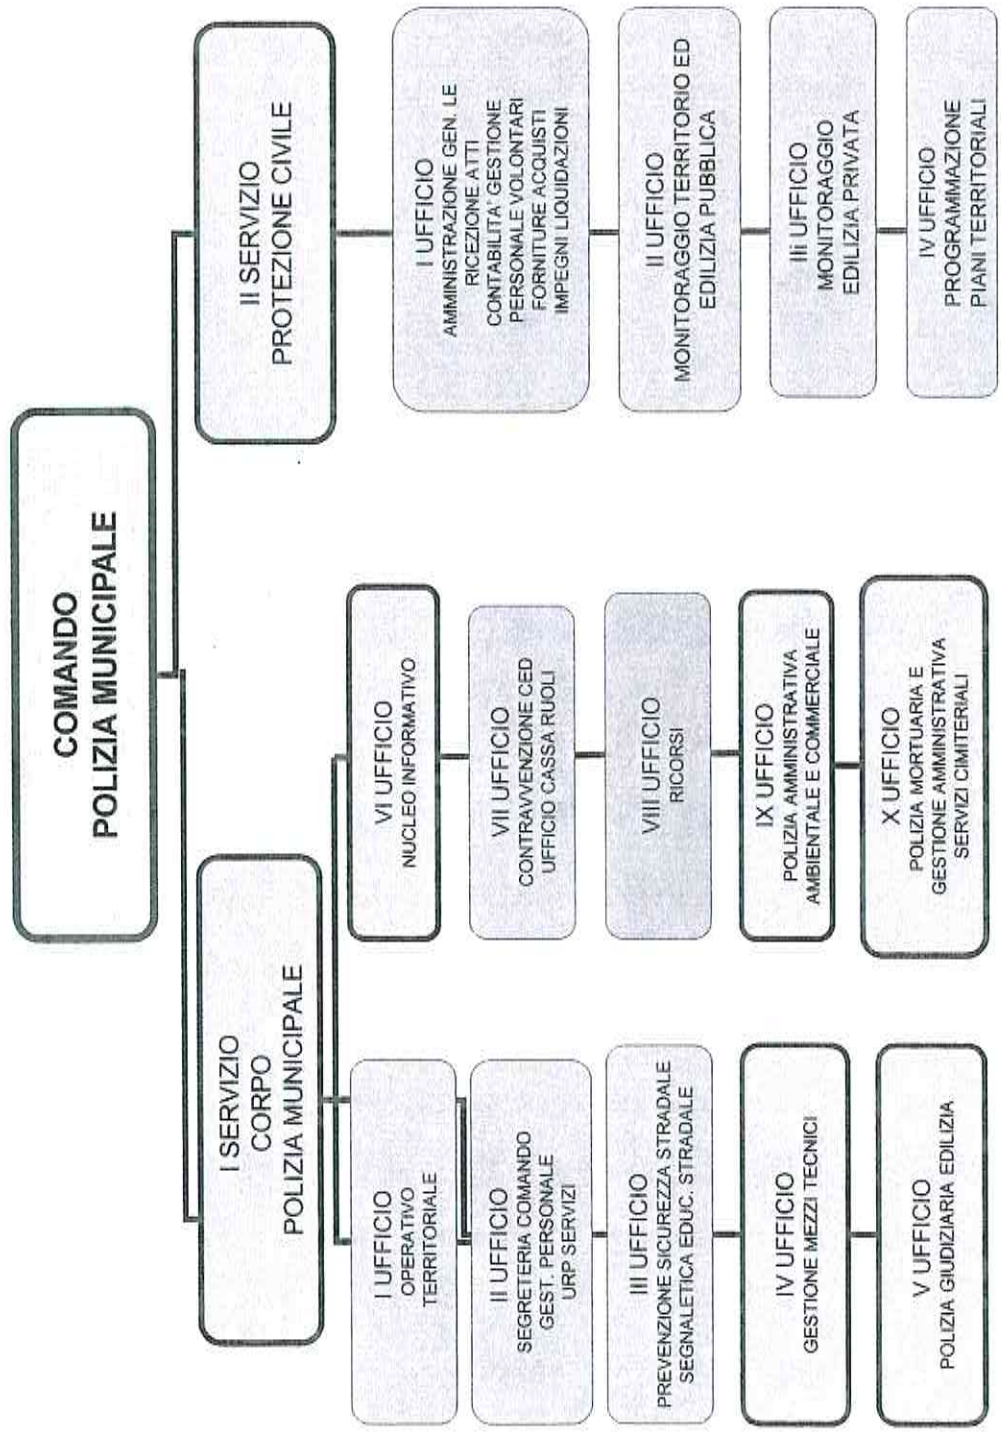 COMANDO
POLIZIA MUNICIPALE
I SERVIZIO
CORPO
POLIZIA MUNICIPALE
I UFFICIO
OPERATIVO
TERRITORIALE
II UFFICIO
SEGRETERIA COMANDO
GEST. PERSONALE
URP SERVIZI
III UFFICIO
PREVENZIONE SICUREZZA STRADALE
SEGNALETICA EDUC. STRADALE
IV UFFICIO
GESTIONE MEZZI TECNICI
V UFFICIO
POLIZIA GIUDIZIARIA EDILIZIA
VI UFFICIO
NUCLEO INFORMATIVO
VII UFFICIO
CONTRAVVENZIONE CED
UFFICIO CASSA RUOLI
VIII UFFICIO
RICORSI
IX UFFICIO
POLIZIA AMMINISTRATIVA
AMBIENTALE E COMMERCIALE
X UFFICIO
POLIZIA MORTUARIA E
GESTIONE AMMINISTRATIVA
SERVIZI CIMITERIALI
II SERVIZIO
PROTEZIONE CIVILE
I UFFICIO
AMMINISTRAZIONE GEN. LE
RICEZIONE ATTI
CONTABILITA' GESTIONE
PERSONALE VOLONTARI
FORNITURE ACQUISTI
IMPEGNI LIQUIDAZIONI
II UFFICIO
MONITORAGGIO TERRITORIO ED
EDILIZIA PUBBLICA
IIi UFFICIO
MONITORAGGIO
EDILIZIA PRIVATA
IV UFFICIO
PROGRAMMAZIONE
PIANI TERRITORIALI